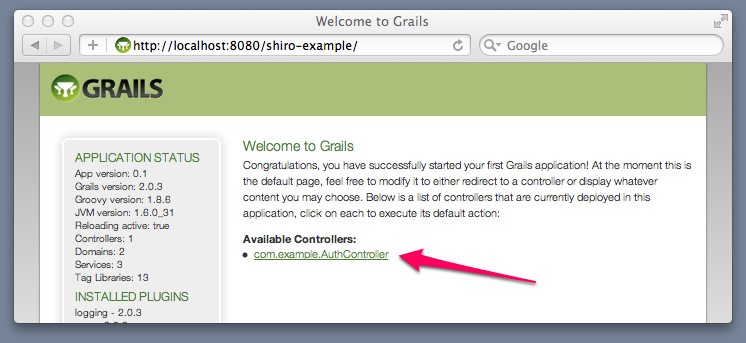 Welcome to Grails
http://localhost:8080/shiro-example/
Google
GRAILS
APPLICATION STATUS
App version: 0.1
Grails version: 2.0.3
Groovy version: 1.8.6
JVM version: 1.6.0_31
Reloading active: true
Controllers: 1
Domains: 2
Services: 3
Tag Libraries: 13
INSTALLED PLUGINS
logging - 2.0.3
Welcome to Grails
Congratulations, you have successfully started your first Grails application! At the moment this is
the default page, feel free to modify it to either redirect to a controller or display whatever
content you may choose. Below is a list of controllers that are currently deployed in this
application, click on each to execute its default action:
Available Controllers:
com.example.AuthController